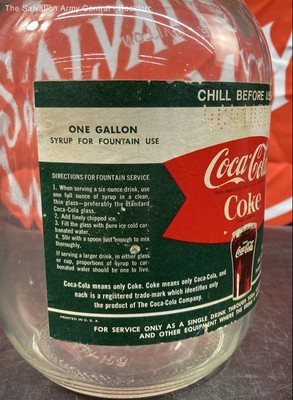 The Salvation Army Central - Rockford
CHILL BEFORE US
ONE GALLON
SYRUP FOR FOUNTAIN USE
Coca-Cola
Coke
DIRECTIONS FOR FOUNTAIN SERVICE
1. When serving a six-ounce drink, use
one full ounce of syrup in a clean,
thin glass—preferably the standard
Coca-Cola glass.
2. Add finely chipped ice.
3. Fill the glass with pure ice cold car-
bonated water.
4. Stir with a spoon just enough to mix
thoroughly.
If serving a larger drink, in either glass
or cup, proportions of syrup to car-
bonated water should be one to five.
Coca-Cola
Coca-Cola means only Coke. Coke means only Coca-Cola, and
each is a registered trade-mark which identifies only
the product of The Coca-Cola Company.
PRINTED IN U.S.A.
FOR SERVICE ONLY AS A SINGLE DRINK THROUGH
AND OTHER EQUIPMENT WHERE